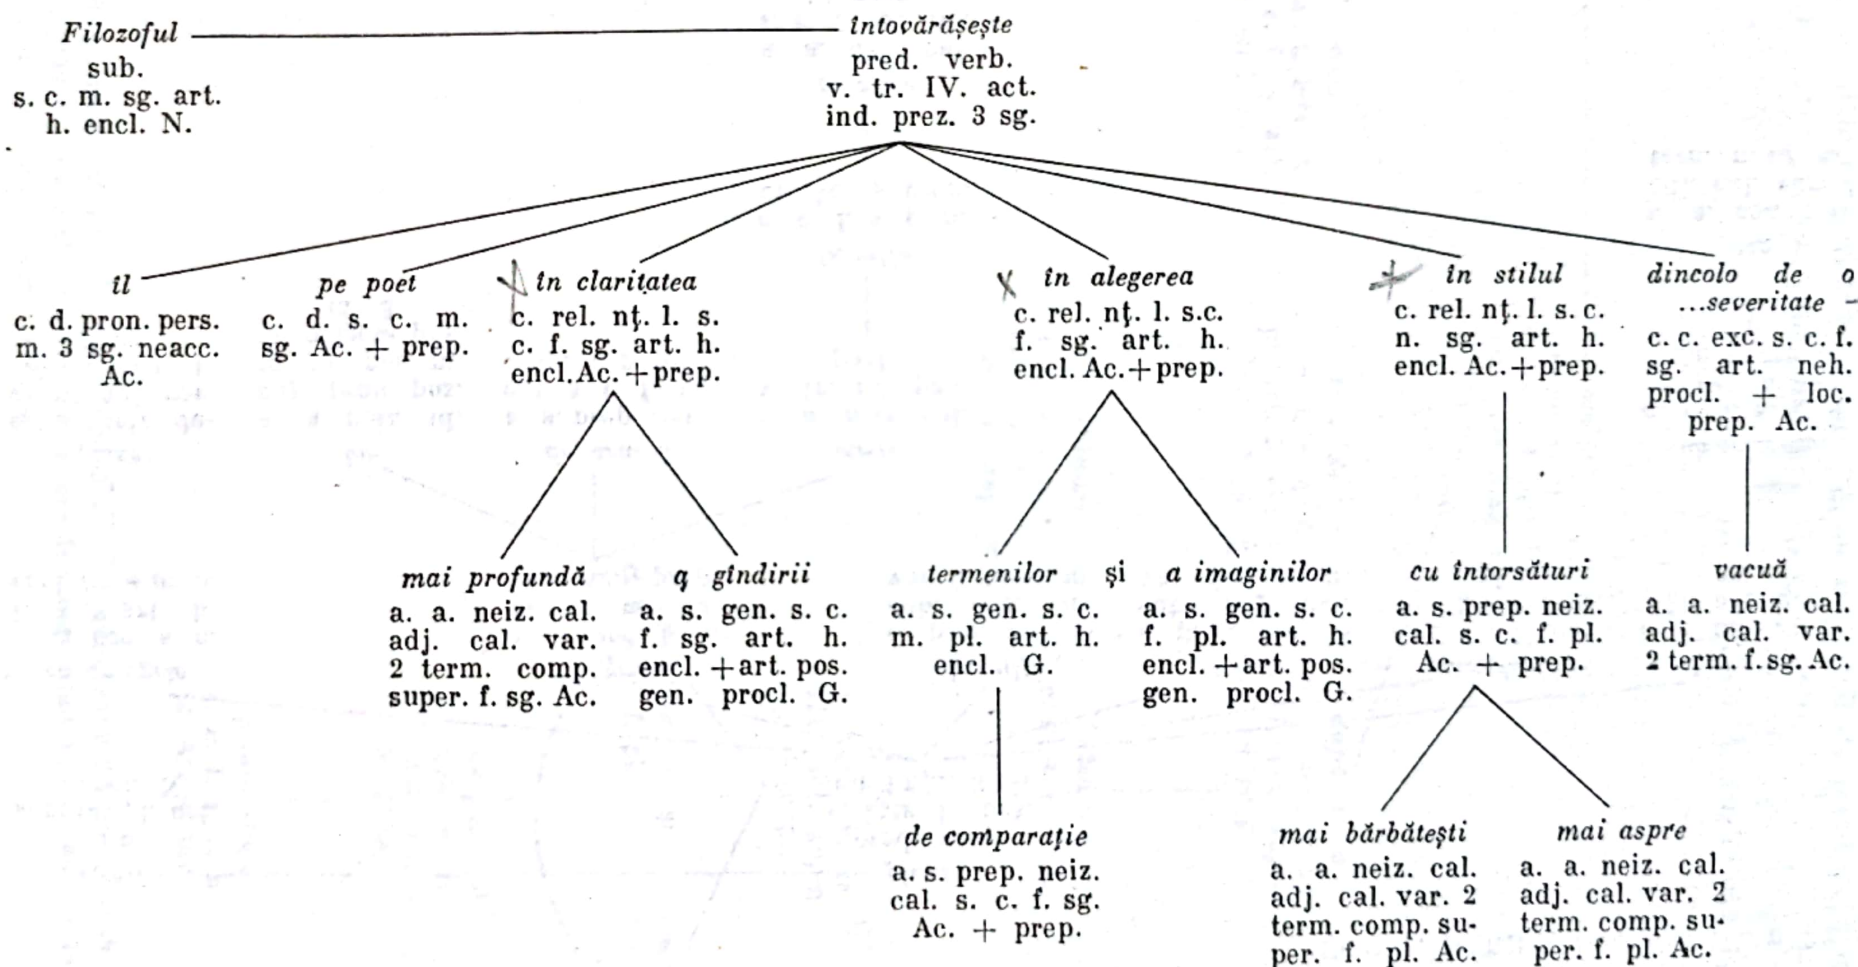 Filozoful
sub.
s. c. m. sg. art.
h. encl. N.
întovărășește
pred. verb.
v. tr. IV. act.
ind. prez. 3 sg.
îl
c. d. pron. pers.
m. 3 sg. neacc.
Ac.
pe poet
c. d. s. c. m.
sg. Ac. + prep.
în claritatea
c. rel. nț. l. s.
c. f. sg. art. h.
encl. Ac. + prep.
în alegerea
c. rel. nț. l. s.c.
f. sg. art. h.
encl. Ac. + prep.
în stilul
c. rel. nț. l. s. c.
n. sg. art. h.
encl. Ac. + prep.
dincolo de o
...severitate –
c. c. exc. s. c. f.
sg. art. neh.
procl. + loc.
prep. Ac.
mai profundă
a. a. neiz. cal.
adj. cal. var.
2 term. comp.
super. f. sg. Ac.
a gîndirii
a. s. gen. s. c.
f. sg. art. h.
encl. + art. pos.
gen. procl. G.
termenilor și a imaginilor
a. s. gen. s. c.
m. pl. art. h.
encl. G.
a. s. gen. s. c.
f. pl. art. h.
encl. + art. pos.
gen. procl. G.
cu întorsături
a. s. prep. neiz.
cal. s. c. f. pl.
Ac. + prep.
vacuă
a. a. neiz. cal.
adj. cal. var.
2 term. f. sg. Ac.
de comparație
a. s. prep. neiz.
cal. s. c. f. sg.
Ac. + prep.
mai bărbătești
a. a. neiz. cal.
adj. cal. var. 2
term. comp. su-
per. f. pl. Ac.
mai aspre
a. a. neiz. cal.
adj. cal. var. 2
term. comp. su-
per. f. pl. Ac.